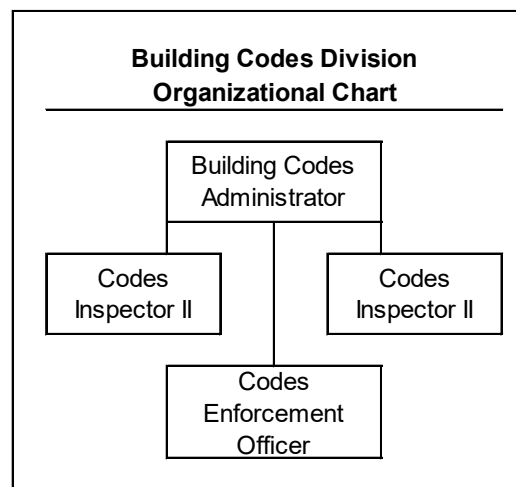 Building Codes Division
Organizational Chart
Building Codes
Administrator
Codes
Inspector II
Codes
Inspector II
Codes
Enforcement
Officer